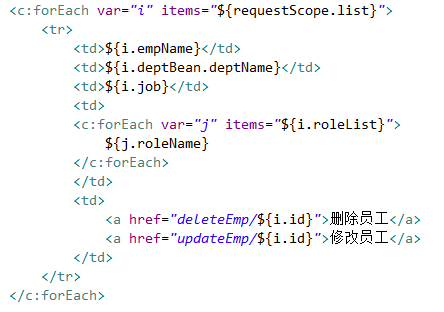 <c:forEach var="i" items="${requestScope.list}">
    <tr>
        <td>${i.empName}</td>
        <td>${i.deptBean.deptName}</td>
        <td>${i.job}</td>
        <td>
        <c:forEach var="j" items="${i.roleList}">
            ${j.roleName}
        </c:forEach>
        </td>
        <td>
            <a href="deleteEmp/${i.id}">删除员工</a>
            <a href="updateEmp/${i.id}">修改员工</a>
        </td>
    </tr>
</c:forEach>